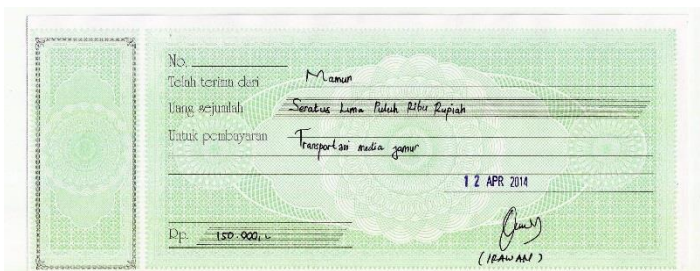 No.
Telah terima dari Mamun
Uang sejumlah Seratus Lima Puluh Ribu Rupiah
Untuk pembayaran Transportasi media jamur
12 APR 2014
Rp. 150.000,-
(IRAWAN)